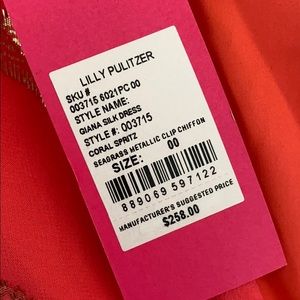 LILLY PULITZER
SKU #
003715 6021PC 00
STYLE NAME:
GIANA SILK DRESS
STYLE #: 003715
CORAL SPRITZ
SEAGRASS METALLIC CLIP CHIFFON
SIZE:
00
889069 597122
MANUFACTURER'S SUGGESTED PRICE
$258.00